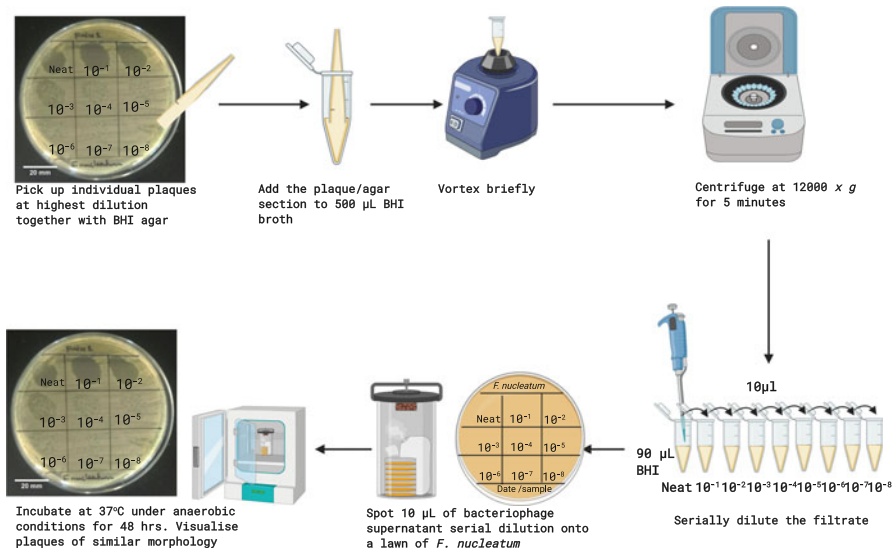 Neat 10⁻¹ 10⁻²
10⁻³ 10⁻⁴ 10⁻⁵
10⁻⁶ 10⁻⁷ 10⁻⁸
20 mm
Pick up individual plaques
at highest dilution
together with BHI agar
Add the plaque/agar
section to 500 µL BHI
broth
Vortex briefly
Centrifuge at 12000 x g
for 5 minutes
10µl
90 µL
BHI
Neat 10⁻¹ 10⁻² 10⁻³ 10⁻⁴ 10⁻⁵ 10⁻⁶ 10⁻⁷ 10⁻⁸
Serially dilute the filtrate
F. nucleatum
Neat 10⁻¹ 10⁻²
10⁻³ 10⁻⁴ 10⁻⁵
10⁻⁶ 10⁻⁷ 10⁻⁸
Date /sample
Spot 10 µL of bacteriophage
supernatant serial dilution onto
a lawn of F. nucleatum
Neat 10⁻¹ 10⁻²
10⁻³ 10⁻⁴ 10⁻⁵
10⁻⁶ 10⁻⁷ 10⁻⁸
20 mm
Incubate at 37ºC under anaerobic
conditions for 48 hrs. Visualise
plaques of similar morphology